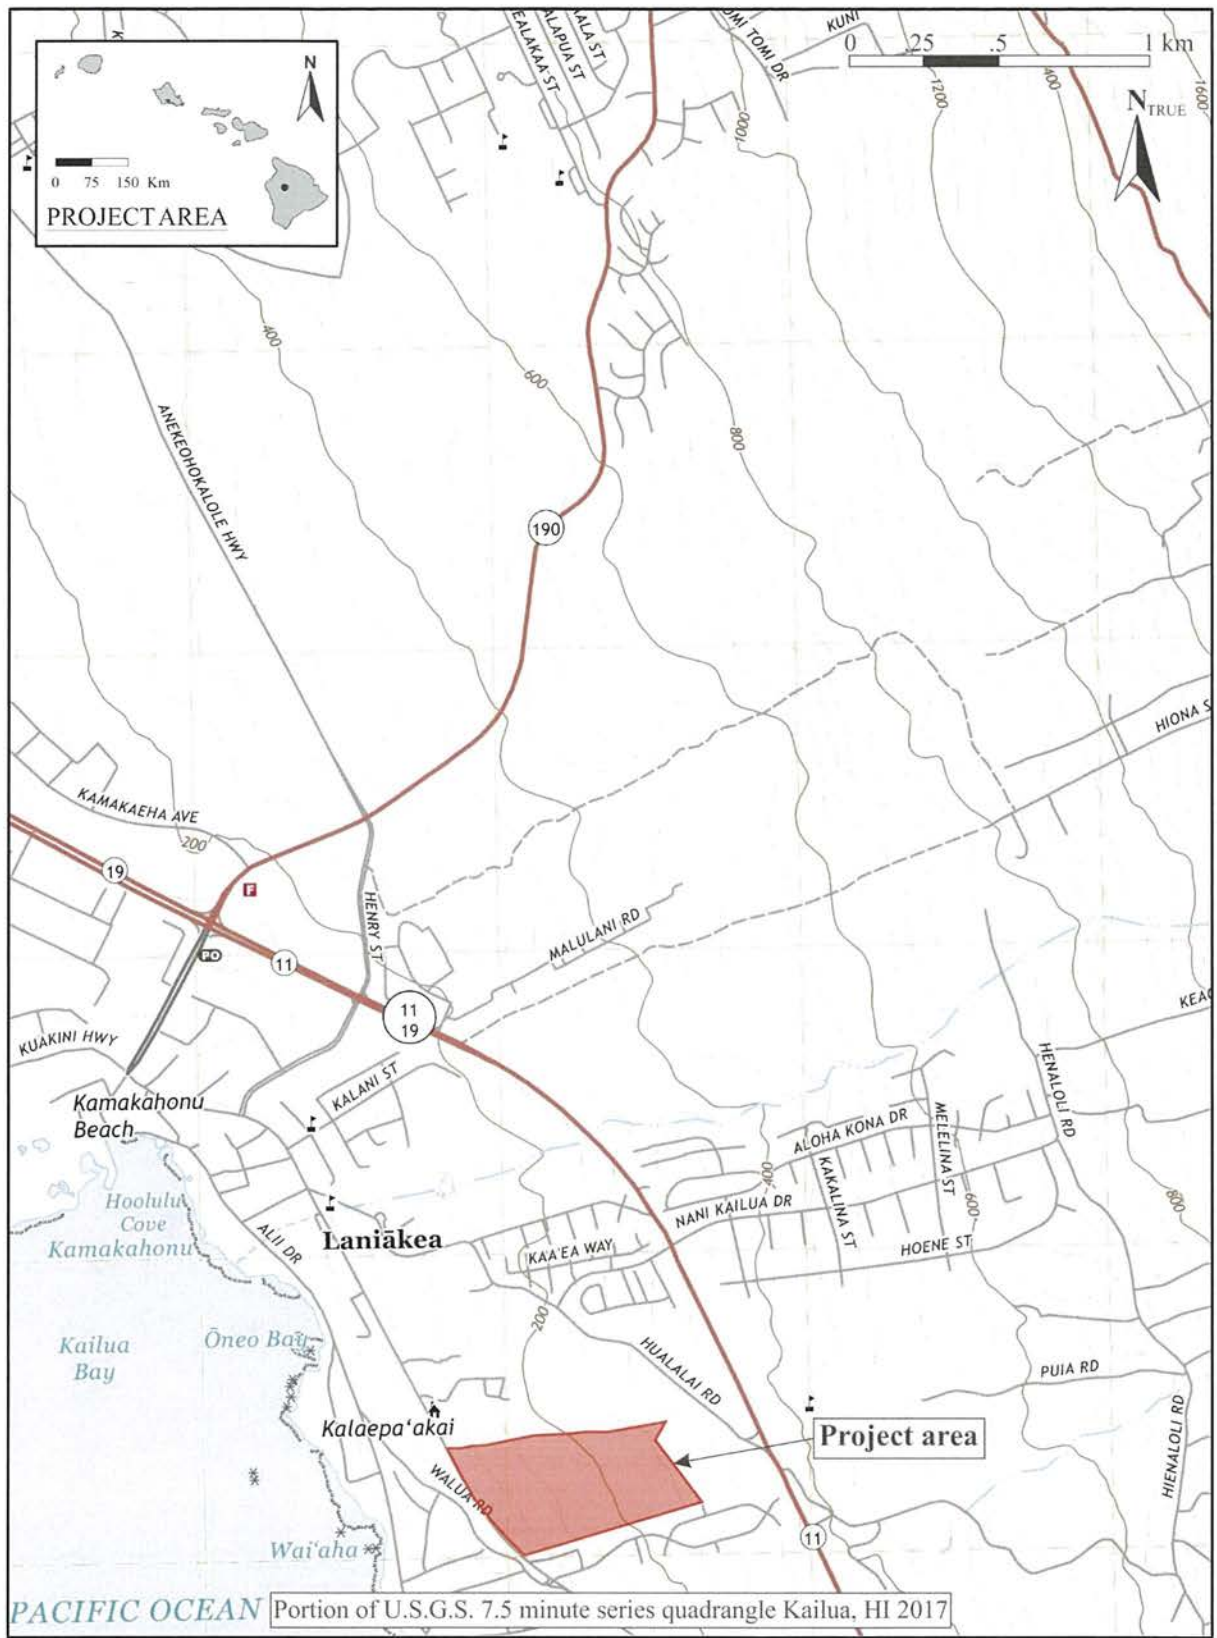 EALAKAA ST
ALAPUA ST
ALA ST
OMI TOMI DR
KUNI
0 .25 .5 1 km
N
0 75 150 Km
PROJECT AREA
K
1000
1200
400
1600
N TRUE
400
600
800
ANEKEOHOKALOLE HWY
190
HIONA S
KAMAKAEHA AVE
200
19
F
HENRY ST
MALULANI RD
PO
11
11
19
KEAO
KUAKINI HWY
KALANI ST
HENALOLI RD
Kamakahonu
Beach
ALOHA KONA DR
MELELINA ST
KAKALINA ST
400
600
800
Hoolulu
Cove
Kamakahonu
NANI KAILUA DR
ALII DR
Laniākea
KAA'EA WAY
HOENE ST
200
Kailua
Bay
Ōneo Bay
HUALALAI RD
PUIA RD
HIENALOLI RD
Kalaepa‘akai
Project area
WALUA RD
11
Wai‘aha
PACIFIC OCEAN
Portion of U.S.G.S. 7.5 minute series quadrangle Kailua, HI 2017